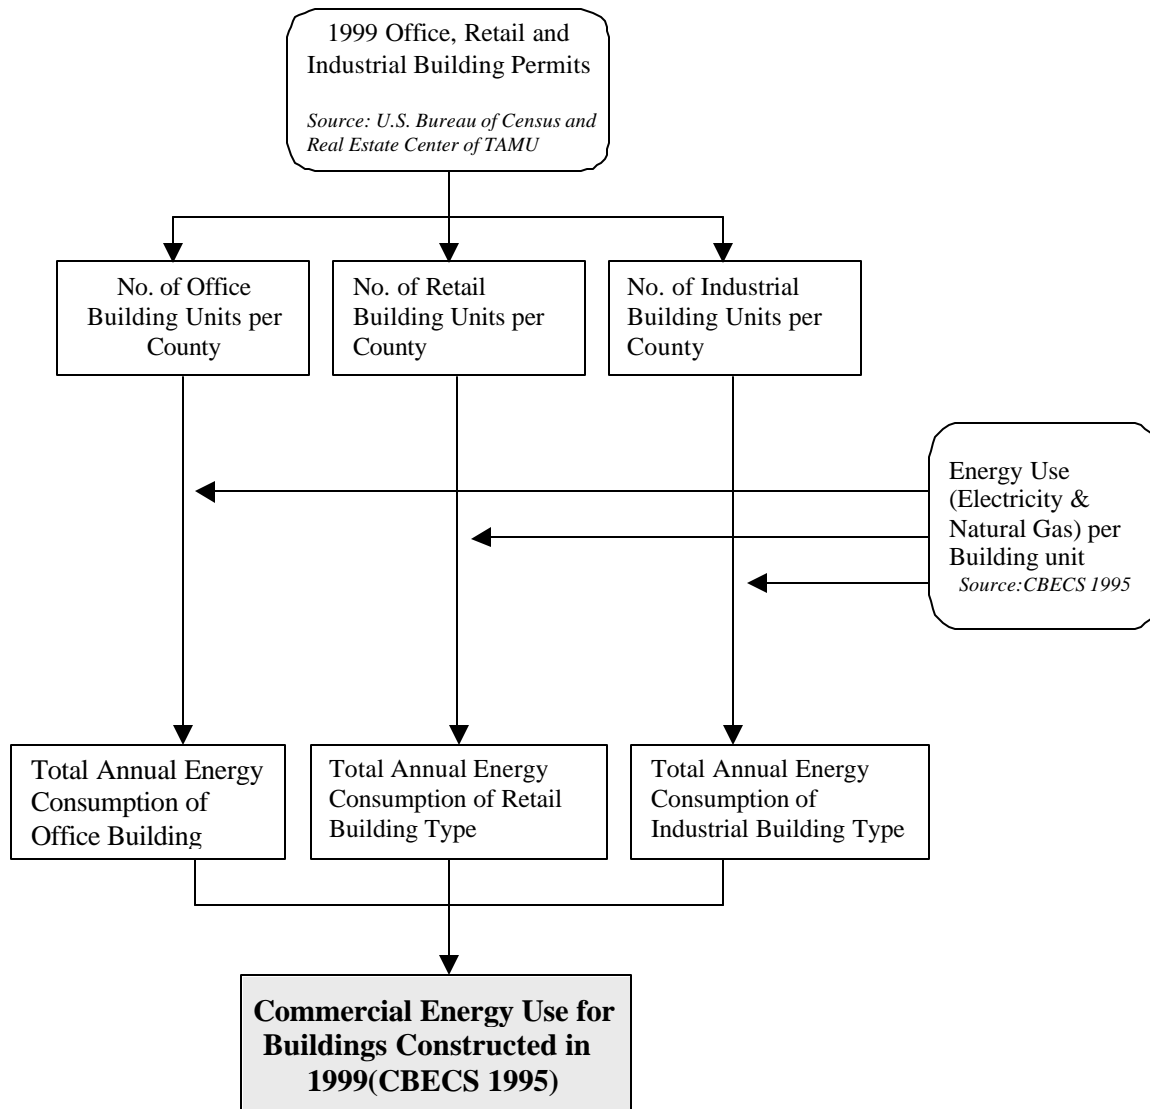 1999 Office, Retail and
Industrial Building Permits
Source: U.S. Bureau of Census and
Real Estate Center of TAMU
No. of Office
Building Units per
County
No. of Retail
Building Units per
County
No. of Industrial
Building Units per
County
Energy Use
(Electricity &
Natural Gas) per
Building unit
Source:CBECS 1995
Total Annual Energy
Consumption of
Office Building
Total Annual Energy
Consumption of Retail
Building Type
Total Annual Energy
Consumption of
Industrial Building Type
Commercial Energy Use for
Buildings Constructed in
1999(CBECS 1995)